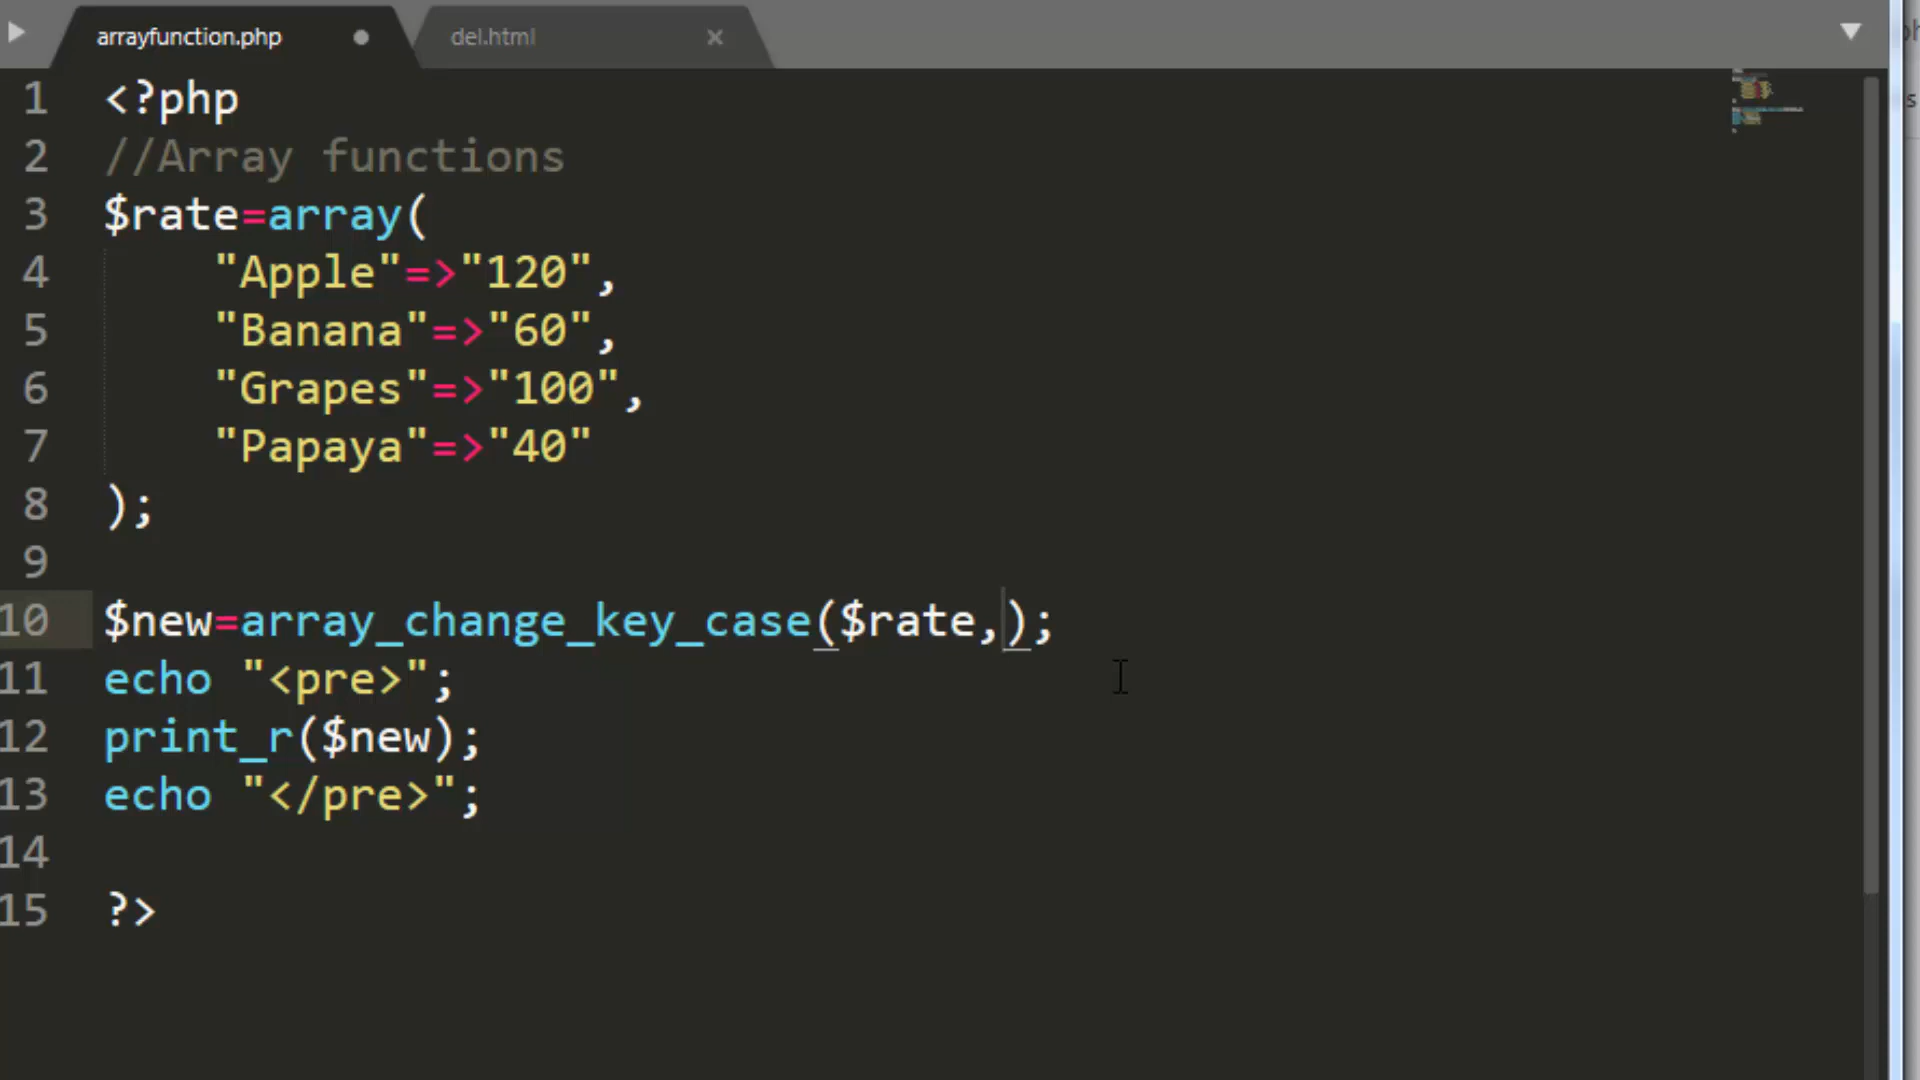 arrayfunction.php del.html
1 <?php
2 //Array functions
3 $rate=array(
4 "Apple"=>"120",
5 "Banana"=>"60",
6 "Grapes"=>"100",
7 "Papaya"=>"40"
8 );
9
10 $new=array_change_key_case($rate,);
11 echo "<pre>";
12 print_r($new);
13 echo "</pre>";
14
15 ?>